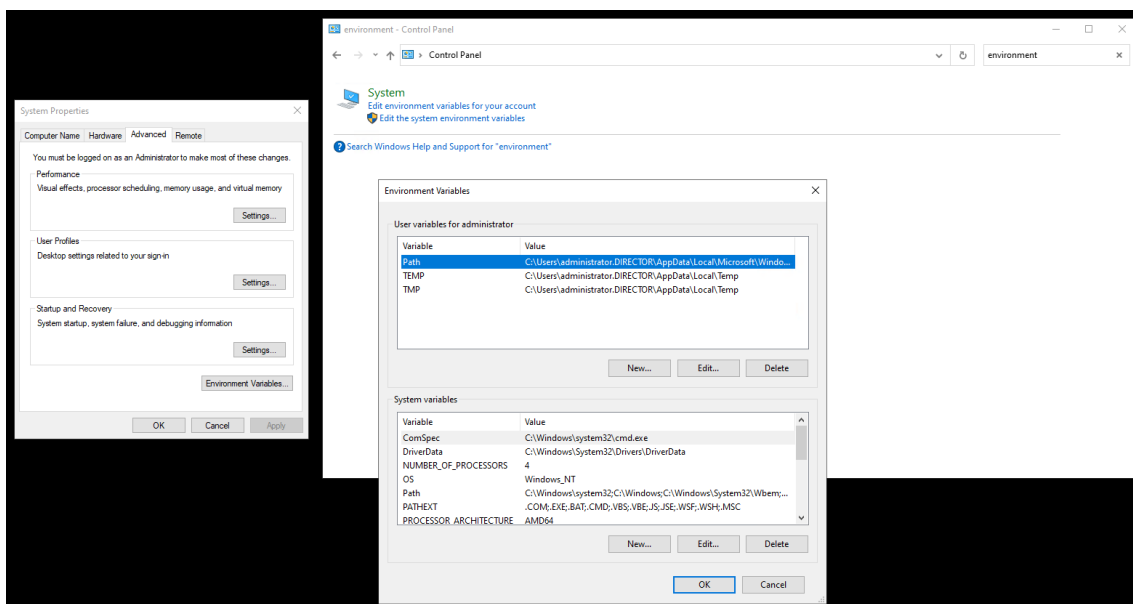 environment - Control Panel
Control Panel
environment
System
Edit environment variables for your account
Edit the system environment variables
Search Windows Help and Support for "environment"
System Properties
Computer Name Hardware Advanced Remote
You must be logged on as an Administrator to make most of these changes.
Performance
Visual effects, processor scheduling, memory usage, and virtual memory
Settings...
User Profiles
Desktop settings related to your sign-in
Settings...
Startup and Recovery
System startup, system failure, and debugging information
Settings...
Environment Variables...
OK Cancel Apply
Environment Variables
User variables for administrator
Variable Value
Path C:\Users\administrator.DIRECTOR\AppData\Local\Microsoft\Windo...
TEMP C:\Users\administrator.DIRECTOR\AppData\Local\Temp
TMP C:\Users\administrator.DIRECTOR\AppData\Local\Temp
New... Edit... Delete
System variables
Variable Value
ComSpec C:\Windows\system32\cmd.exe
DriverData C:\Windows\System32\Drivers\DriverData
NUMBER_OF_PROCESSORS 4
OS Windows_NT
Path C:\Windows\system32;C:\Windows;C:\Windows\System32\Wbem;...
PATHEXT .COM;.EXE;.BAT;.CMD;.VBS;.VBE;.JS;.JSE;.WSF;.WSH;.MSC
PROCESSOR_ARCHITECTURE AMD64
New... Edit... Delete
OK Cancel